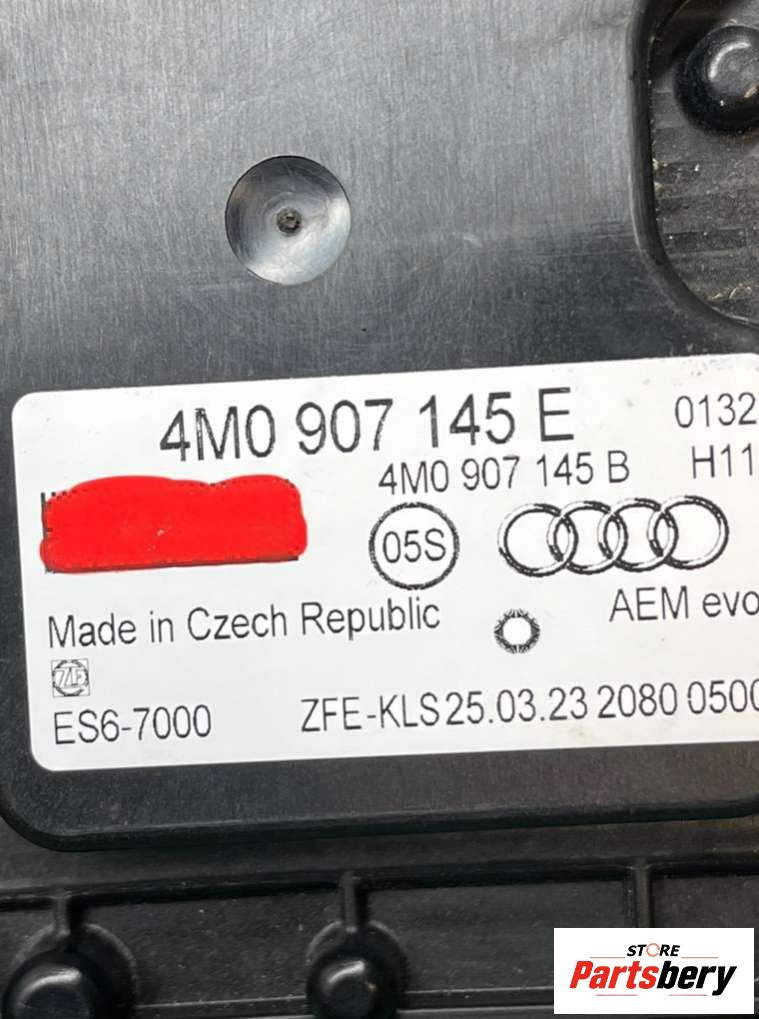 4M0 907 145 E 0132
4M0 907 145 B H11
05S
Made in Czech Republic AEM evo
ZF
ES6-7000 ZFE-KLS 25.03.23 2080 0500
STORE
Partsbery